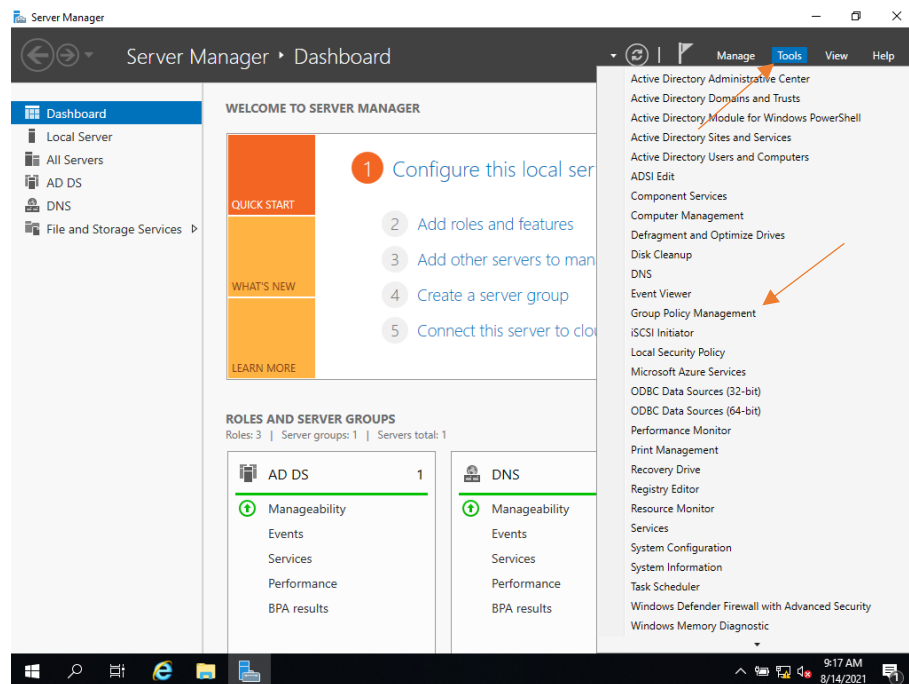 Server Manager
Server Manager ‣ Dashboard
Manage Tools View Help
Dashboard
Local Server
All Servers
AD DS
DNS
File and Storage Services
WELCOME TO SERVER MANAGER
QUICK START
WHAT'S NEW
LEARN MORE
1 Configure this local ser
2 Add roles and features
3 Add other servers to man
4 Create a server group
5 Connect this server to clou
ROLES AND SERVER GROUPS
Roles: 3 | Server groups: 1 | Servers total: 1
AD DS 1
Manageability
Events
Services
Performance
BPA results
DNS
Manageability
Events
Services
Performance
BPA results
Active Directory Administrative Center
Active Directory Domains and Trusts
Active Directory Module for Windows PowerShell
Active Directory Sites and Services
Active Directory Users and Computers
ADSI Edit
Component Services
Computer Management
Defragment and Optimize Drives
Disk Cleanup
DNS
Event Viewer
Group Policy Management
iSCSI Initiator
Local Security Policy
Microsoft Azure Services
ODBC Data Sources (32-bit)
ODBC Data Sources (64-bit)
Performance Monitor
Print Management
Recovery Drive
Registry Editor
Resource Monitor
Services
System Configuration
System Information
Task Scheduler
Windows Defender Firewall with Advanced Security
Windows Memory Diagnostic
9:17 AM
8/14/2021
1